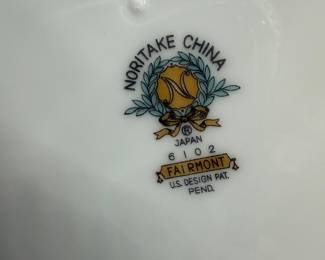 NORITAKE CHINA
N
®
JAPAN
6102
FAIRMONT
U.S. DESIGN PAT.
PEND.